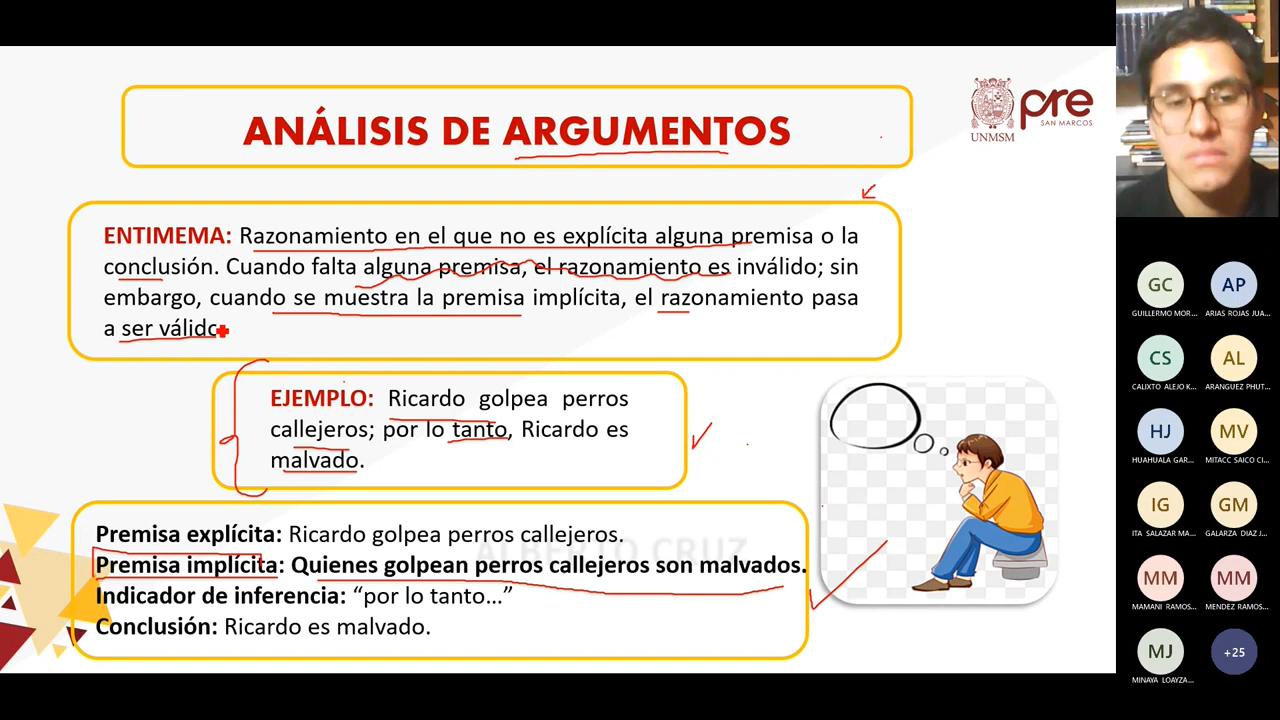 ANÁLISIS DE ARGUMENTOS
UNMSM
pre
SAN MARCOS
ENTIMEMA: Razonamiento en el que no es explícita alguna premisa o la
conclusión. Cuando falta alguna premisa, el razonamiento es inválido; sin
embargo, cuando se muestra la premisa implícita, el razonamiento pasa
a ser válido
EJEMPLO: Ricardo golpea perros
callejeros; por lo tanto, Ricardo es
malvado.
Premisa explícita: Ricardo golpea perros callejeros.
ALBERTO CRUZ
Premisa implícita: Quienes golpean perros callejeros son malvados.
Indicador de inferencia: “por lo tanto...”
Conclusión: Ricardo es malvado.
GC
AP
GUILLERMO MOR...
ARIAS ROJAS JUA...
CS
AL
CALIXTO ALEJO K...
ARANGUEZ PHUT...
HJ
MV
HUAHUALA GAR...
MITACC SAICO CI...
IG
GM
ITA SALAZAR MA...
GALARZA DIAZ J...
MM
MM
MAMANI RAMOS...
MENDEZ RAMOS...
MJ
+25
MINAYA LOAYZA...